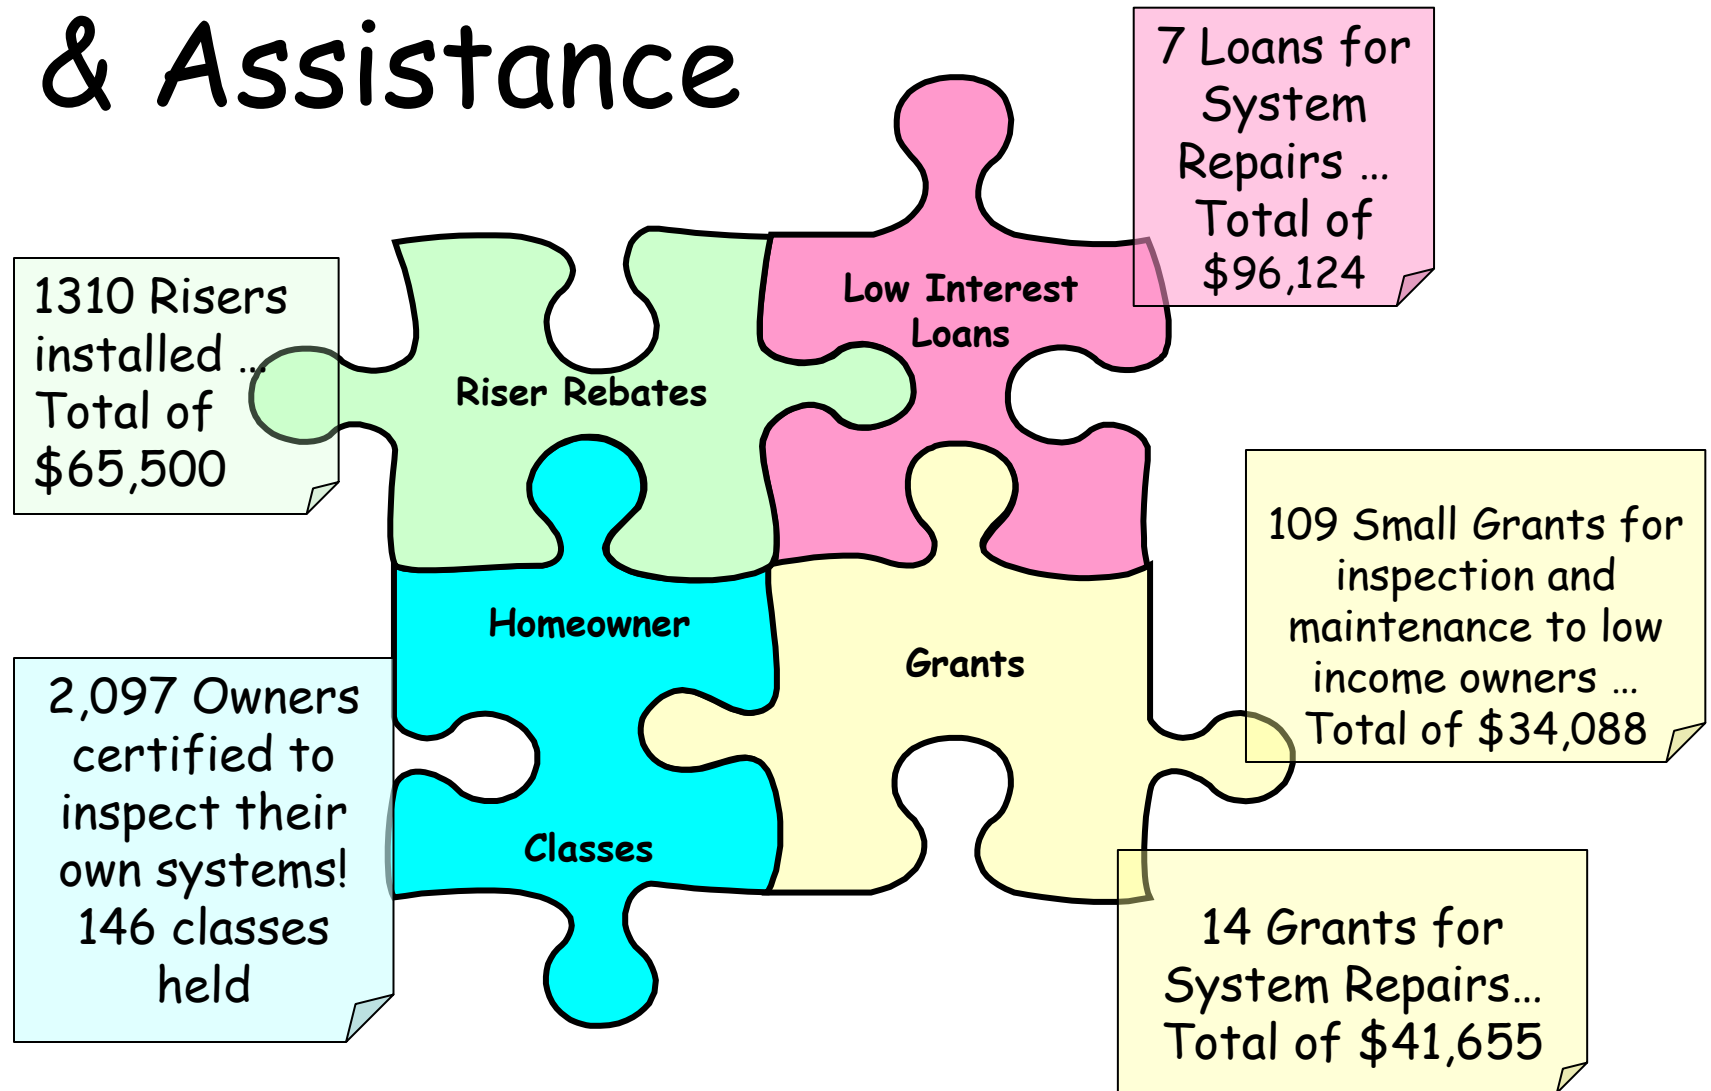 & Assistance
7 Loans for
System
Repairs …
Total of
$96,124
1310 Risers
installed …
Total of
$65,500
Low Interest
Loans
Riser Rebates
109 Small Grants for
inspection and
maintenance to low
income owners …
Total of $34,088
Homeowner
Grants
2,097 Owners
certified to
inspect their
own systems!
146 classes
held
Classes
14 Grants for
System Repairs…
Total of $41,655